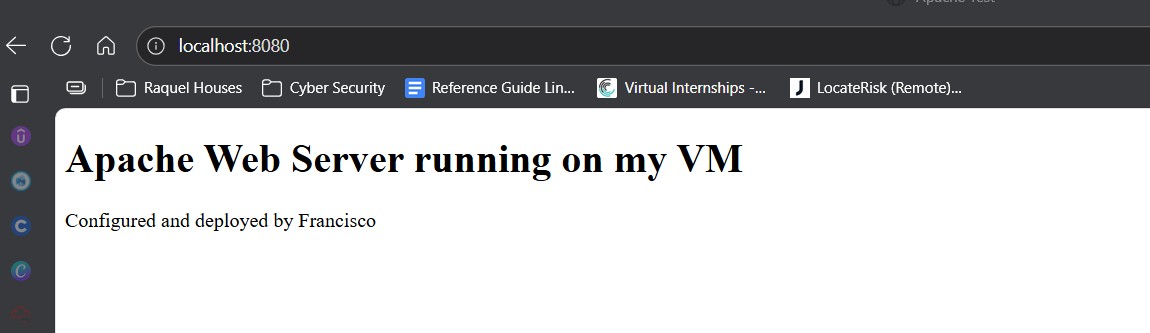 Apache Test
localhost:8080
Raquel Houses Cyber Security Reference Guide Lin... Virtual Internships -... LocateRisk (Remote)...
Apache Web Server running on my VM
Configured and deployed by Francisco